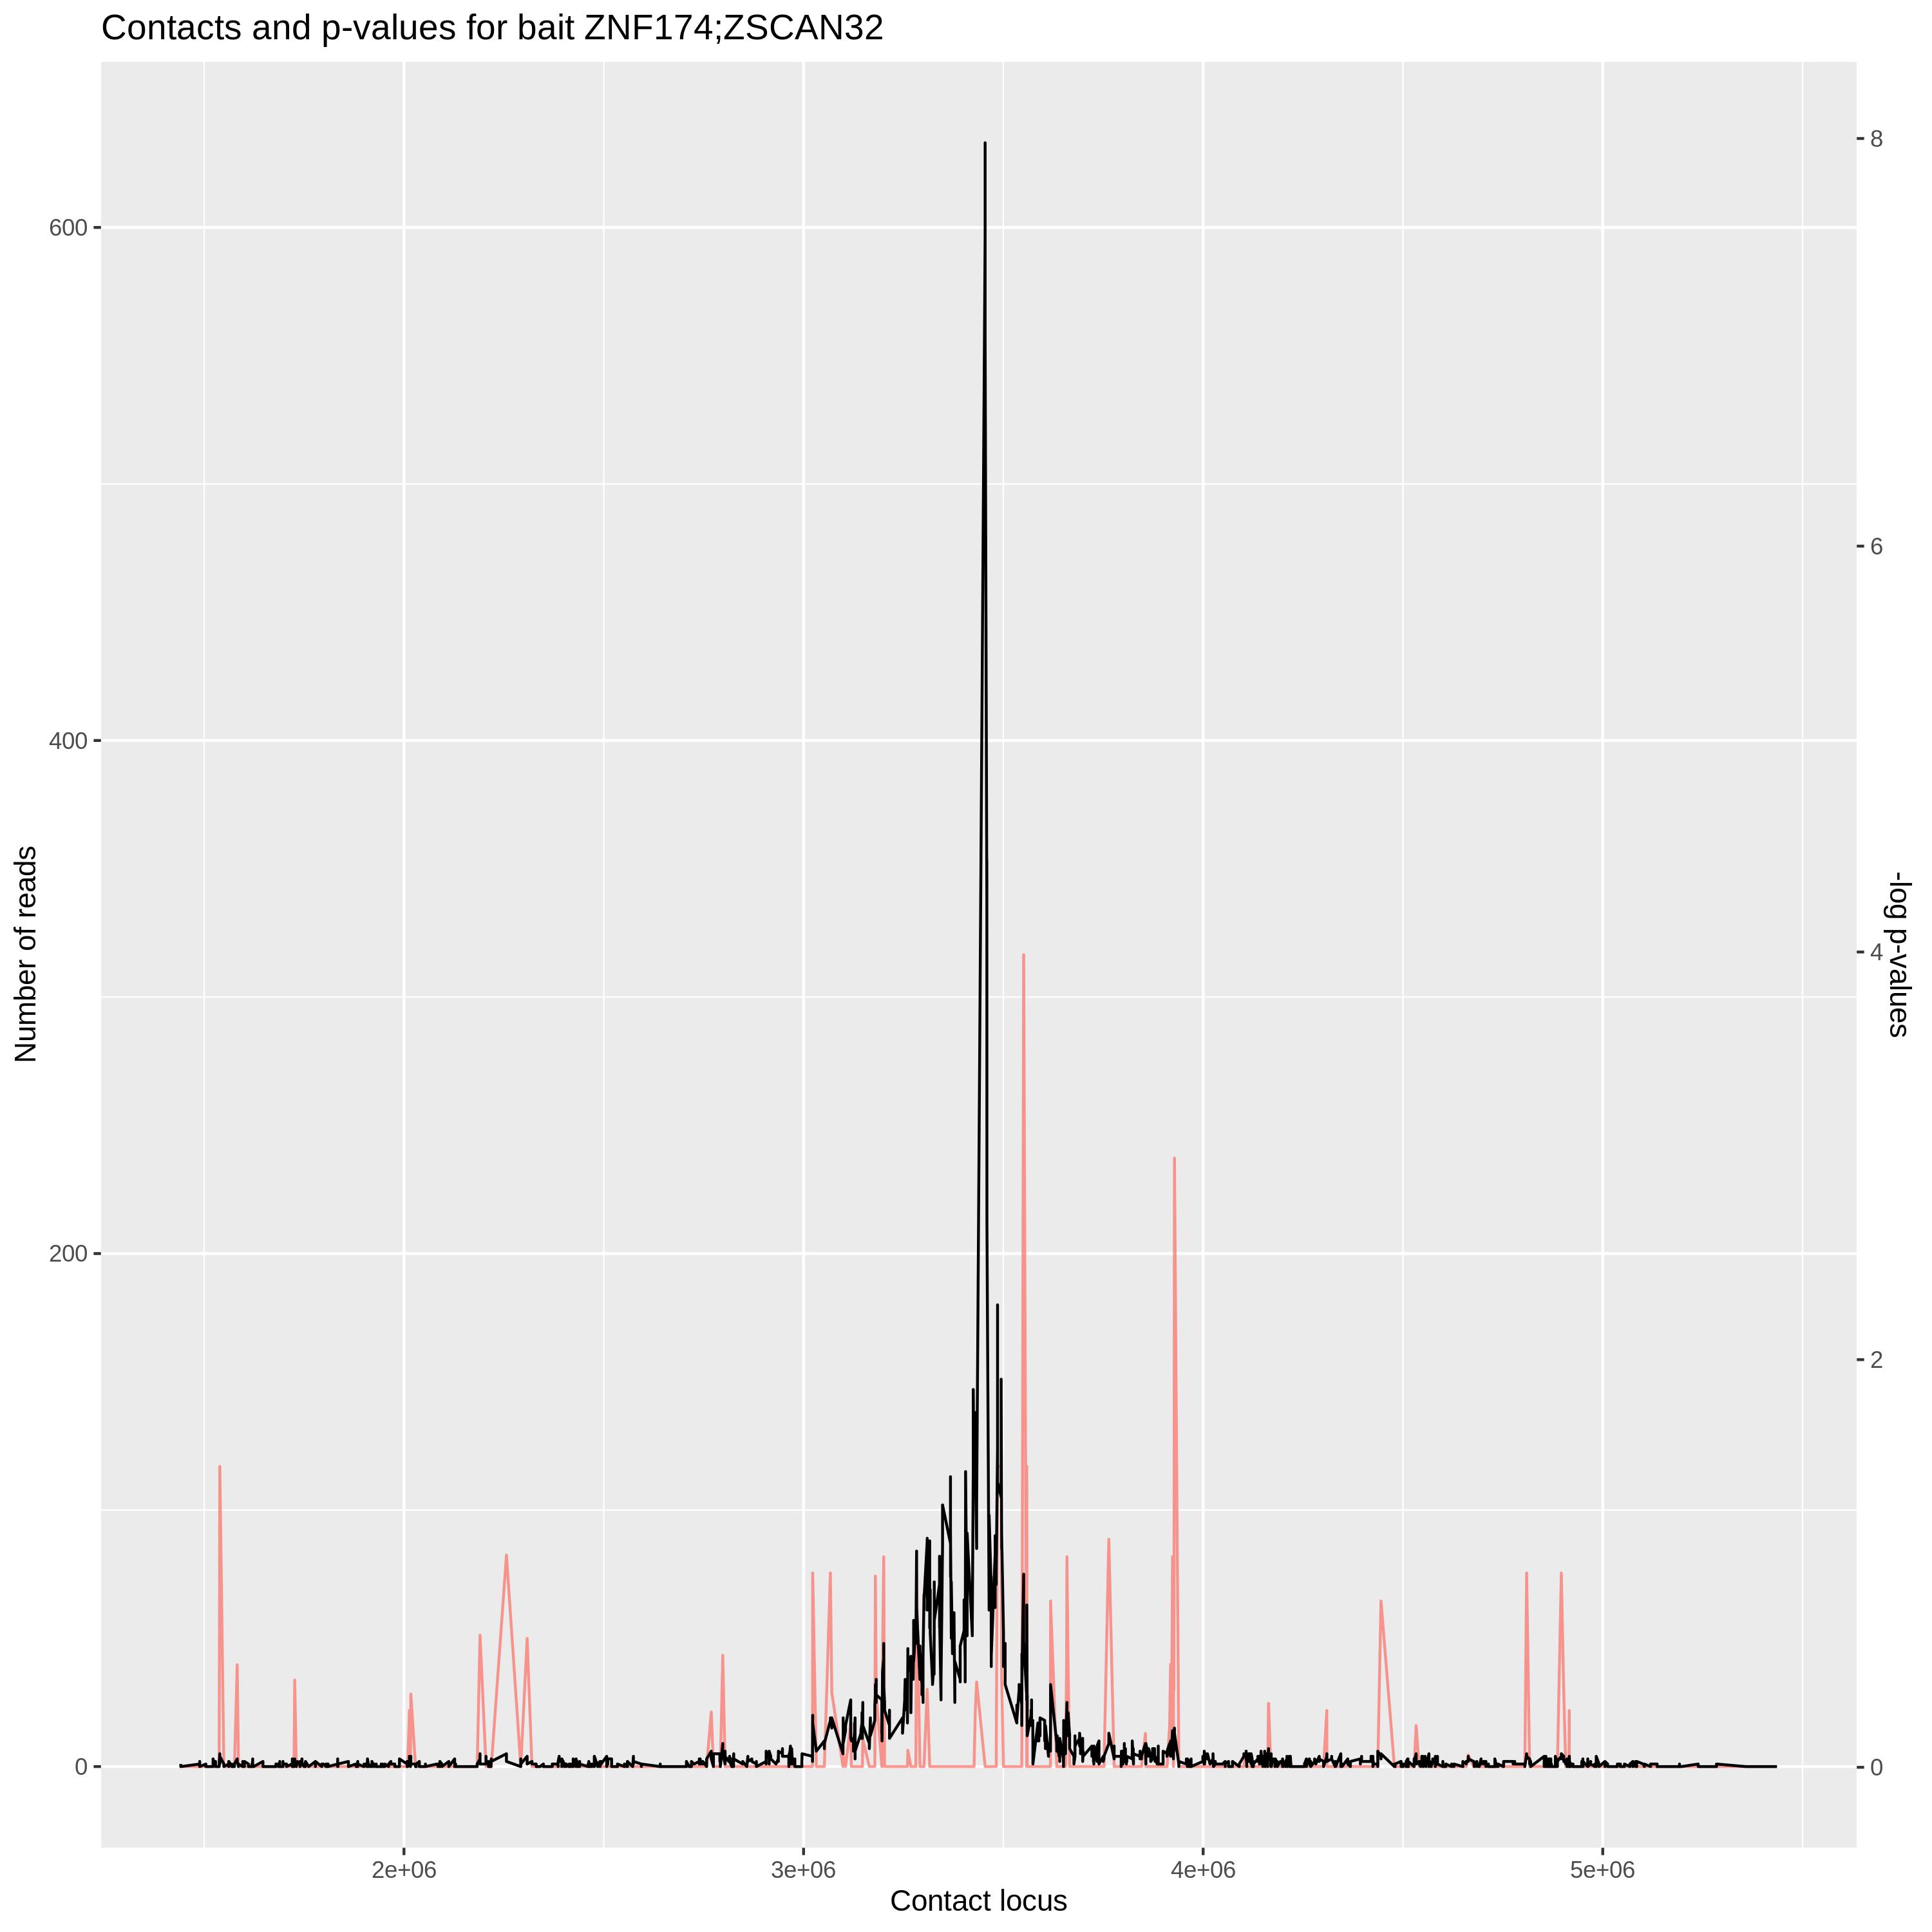 Contacts and p-values for bait ZNF174;ZSCAN32
600
400
200
0
Number of reads
8
6
4
2
0
-log p-values
2e+06
3e+06
4e+06
5e+06
Contact locus